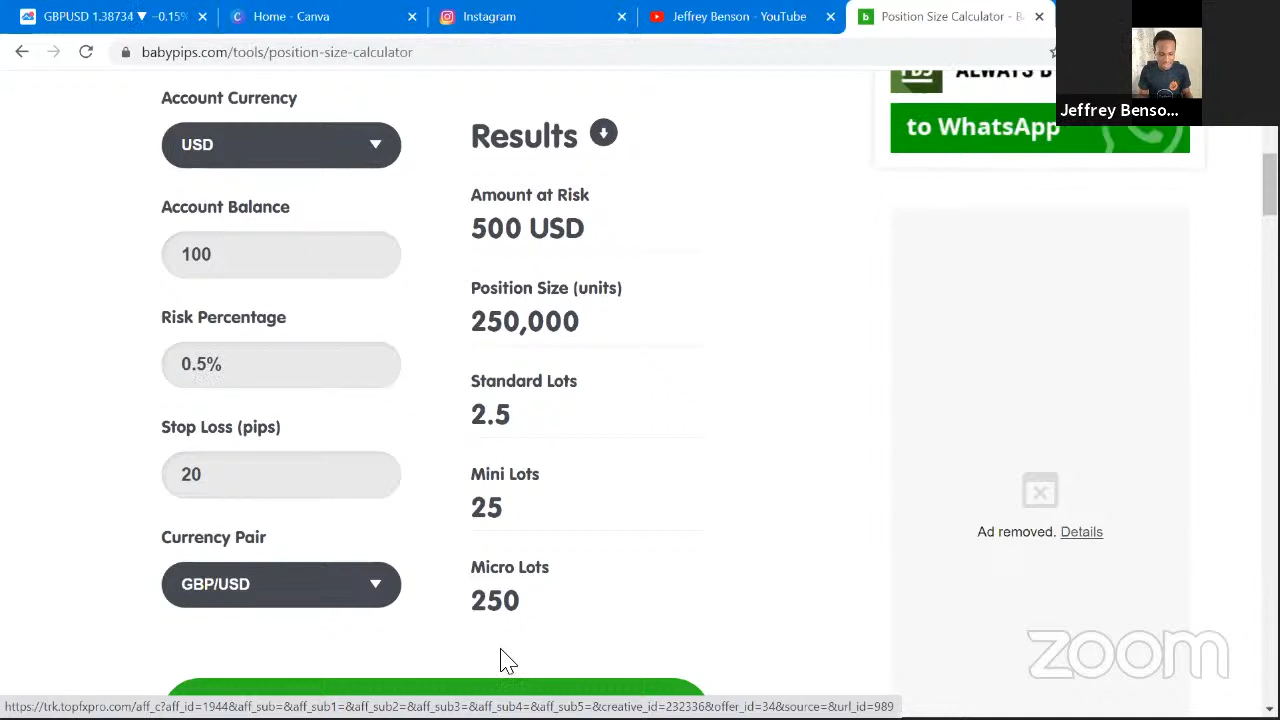 GBPUSD 1.38734 ▼ −0.15%
Home - Canva
Instagram
Jeffrey Benson - YouTube
Position Size Calculator - B
babypips.com/tools/position-size-calculator
Jeffrey Benso...
ALWAYS B
to WhatsApp
Account Currency
USD
Account Balance
100
Risk Percentage
0.5%
Stop Loss (pips)
20
Currency Pair
GBP/USD
Results
Amount at Risk
500 USD
Position Size (units)
250,000
Standard Lots
2.5
Mini Lots
25
Micro Lots
250
Ad removed. Details
zoom
https://trk.topfxpro.com/aff_c?aff_id=1944&aff_sub=&aff_sub1=&aff_sub2=&aff_sub3=&aff_sub4=&aff_sub5=&creative_id=232336&offer_id=34&source=&url_id=989